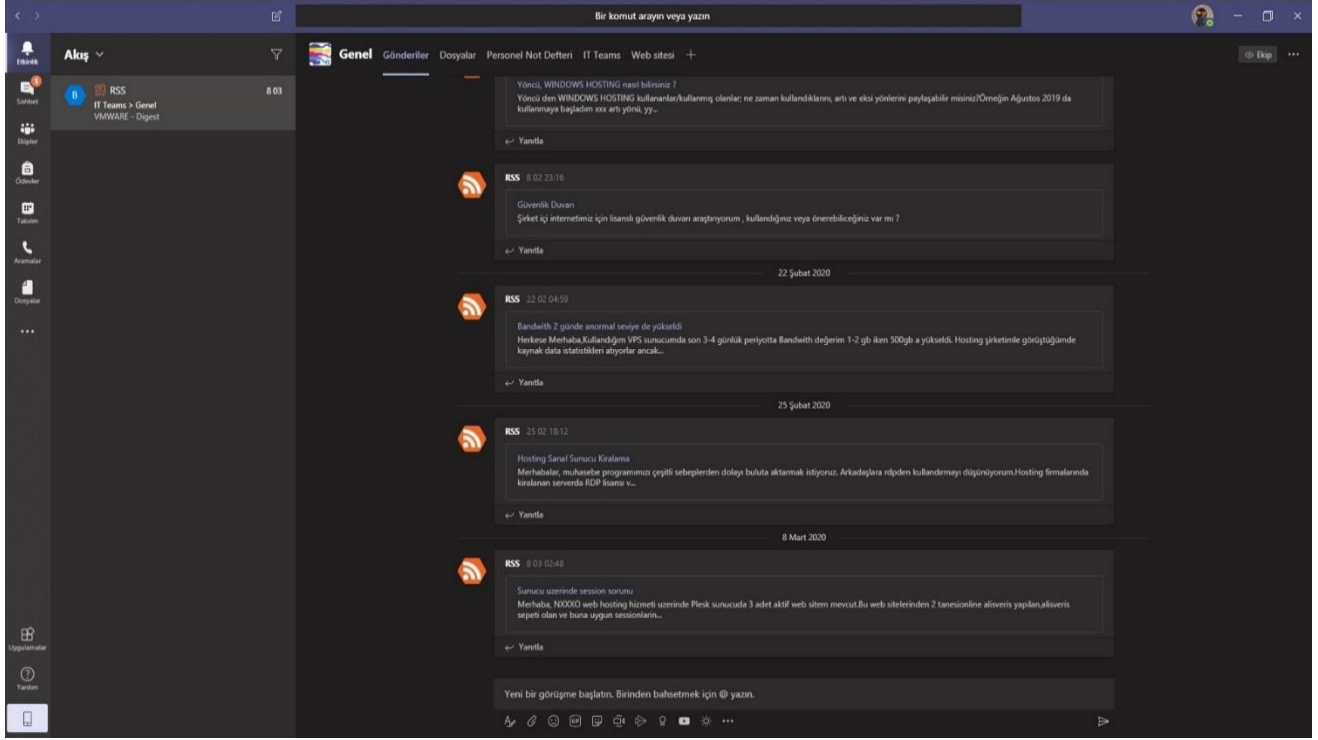 Bir komut arayın veya yazın
Etkinlik
Sohbet
1
Ekipler
Ödevler
Takvim
Aramalar
Dosyalar
Uygulamalar
Yardım
Akış
B
RSS
8 03
IT Teams > Genel
VMWARE - Digest
Genel Gönderiler Dosyalar Personel Not Defteri IT Teams Web sitesi
Ekip
Yöncü, WINDOWS HOSTING nasıl bilirsiniz ?
Yöncü den WINDOWS HOSTING kullananlar/kullanmış olanlar; ne zaman kullandıklarını, artı ve eksi yönlerini paylaşabilir misiniz?Örneğin Ağustos 2019 da
kullanmaya başladım xxx artı yönü, yy...
Yanıtla
RSS 8 02 23:16
Güvenlik Duvarı
Şirket içi internetimiz için lisanslı güvenlik duvarı araştırıyorum , kullandığınız veya önerebiliceğiniz var mı ?
Yanıtla
22 Şubat 2020
RSS 22 02 04:59
Bandwith 2 günde anormal seviye de yükseldi
Herkese Merhaba,Kullandığım VPS sunucumda son 3-4 günlük periyotta Bandwith değerim 1-2 gb iken 500gb a yükseldi. Hosting şirketimle görüştüğümde
kaynak data istatistikleri atıyorlar ancak...
Yanıtla
25 Şubat 2020
RSS 25 02 18:12
Hosting Sanal Sunucu Kiralama
Merhabalar, muhasebe programımızı çeşitli sebeplerden dolayı buluta aktarmak istiyoruz. Arkadaşlara rdpden kullandırmayı düşünüyorum.Hosting firmalarında
kiralanan serverda RDP lisansı v...
Yanıtla
8 Mart 2020
RSS 8 03 02:48
Sunucu uzerinde session sorunu
Merhaba, NXXXO web hosting hizmeti uzerinde Plesk sunucuda 3 adet aktif web sitem mevcut.Bu web sitelerinden 2 tanesionline alisveris yapilan,alisveris
sepeti olan ve buna uygun sessionlarin...
Yanıtla
Yeni bir görüşme başlatın. Birinden bahsetmek için @ yazın.
GIF